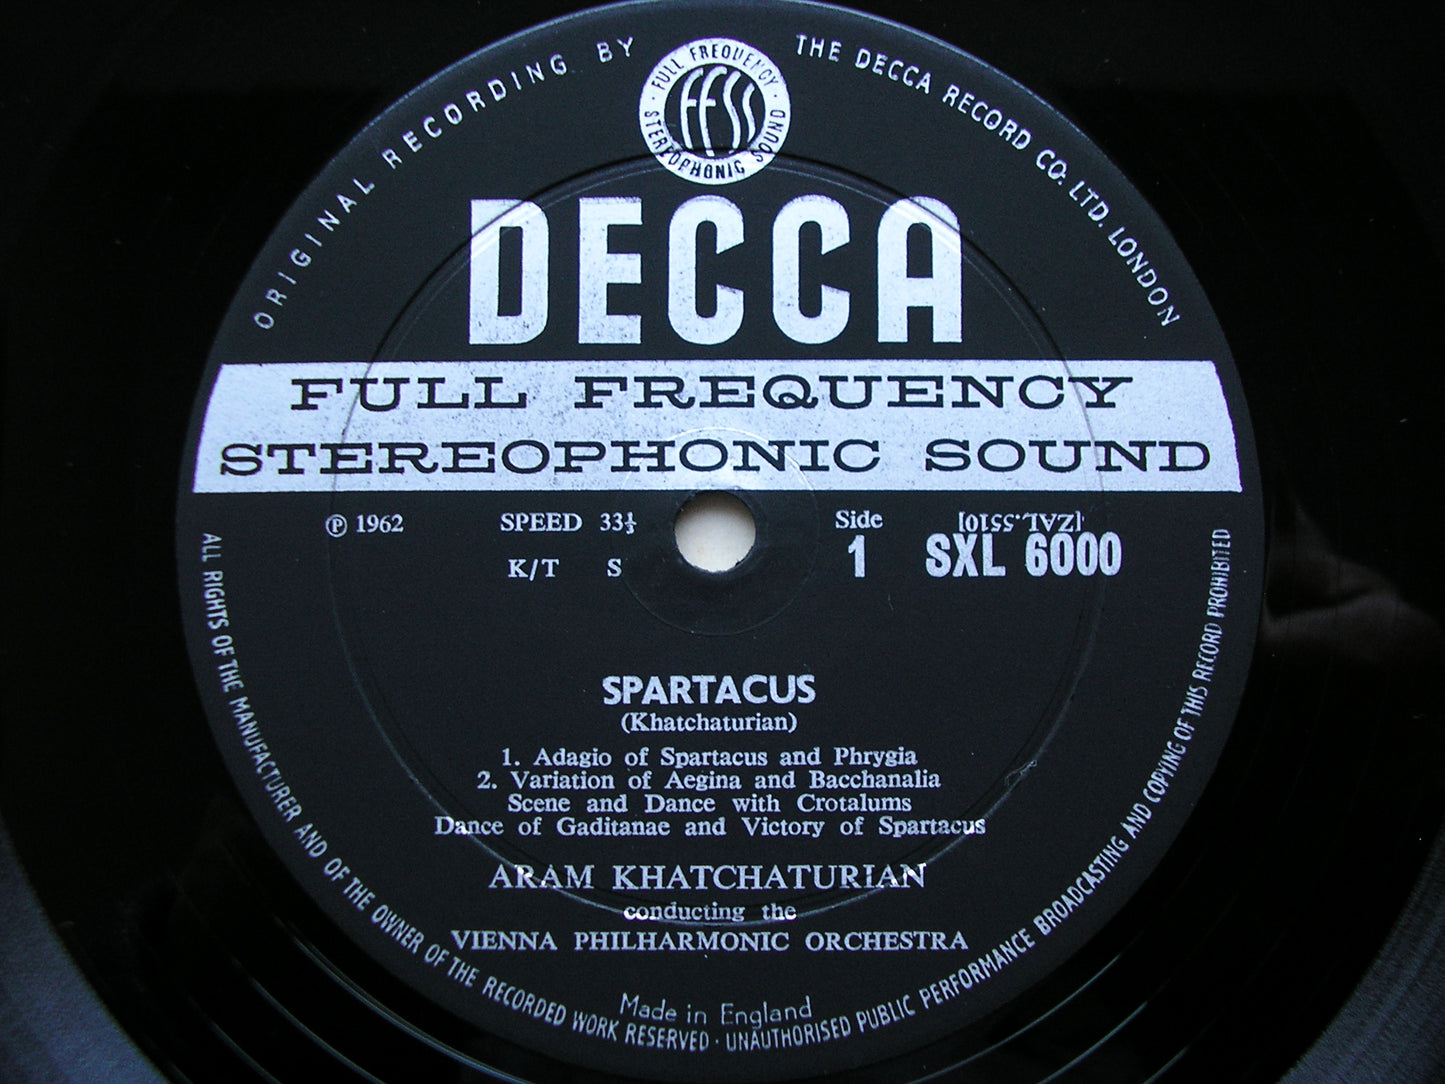 ORIGINAL RECORDING BY
THE DECCA RECORD CO. LTD. LONDON
FULL FREQUENCY
FFSS
STEREOPHONIC SOUND
DECCA
FULL FREQUENCY
STEREOPHONIC SOUND
℗ 1962
SPEED 33⅓
K/T S
Side
1
[ZAL.5510]
SXL 6000
SPARTACUS
(Khatchaturian)
1. Adagio of Spartacus and Phrygia
2. Variation of Aegina and Bacchanalia
Scene and Dance with Crotalums
Dance of Gaditanae and Victory of Spartacus
ARAM KHATCHATURIAN
conducting the
VIENNA PHILHARMONIC ORCHESTRA
Made in England
ALL RIGHTS OF THE MANUFACTURER AND OF THE OWNER OF THE RECORDED WORK RESERVED · UNAUTHORISED PUBLIC PERFORMANCE BROADCASTING AND COPYING OF THIS RECORD PROHIBITED